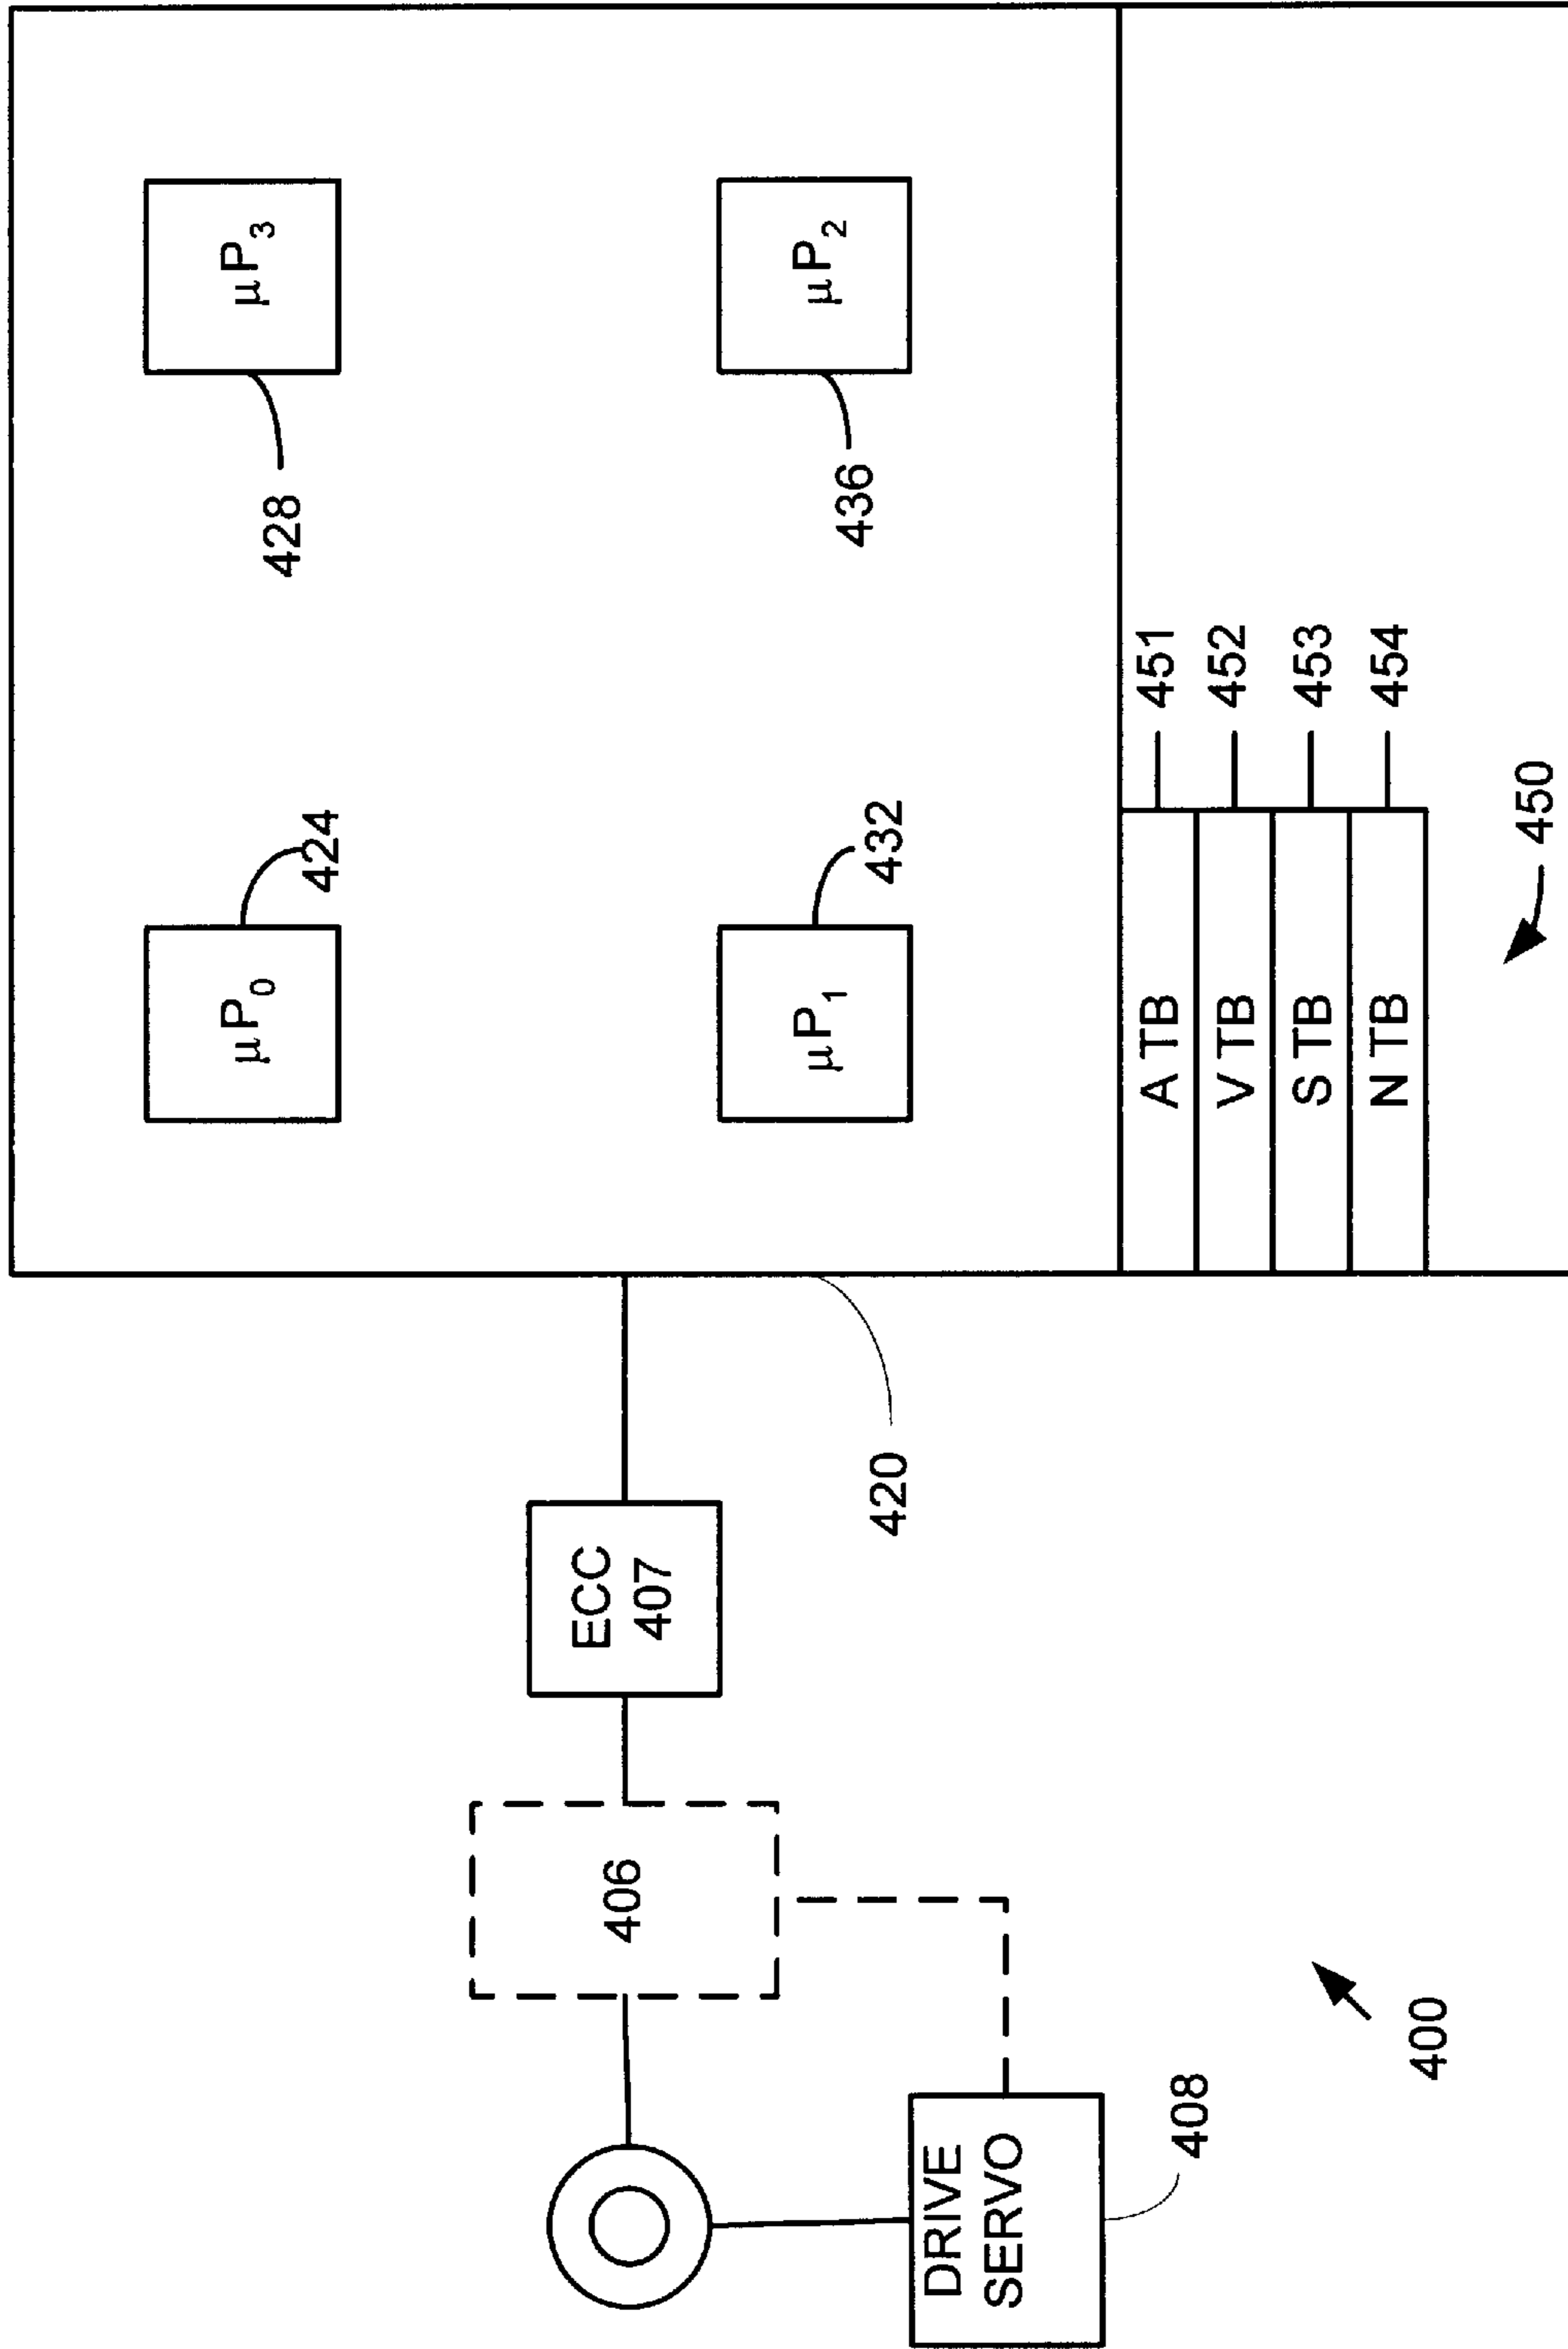 μP0
424
μP3
428
μP1
432
μP2
436
406
ECC
407
420
DRIVE
SERVO
408
400
A TB
451
V TB
452
S TB
453
N TB
454
450